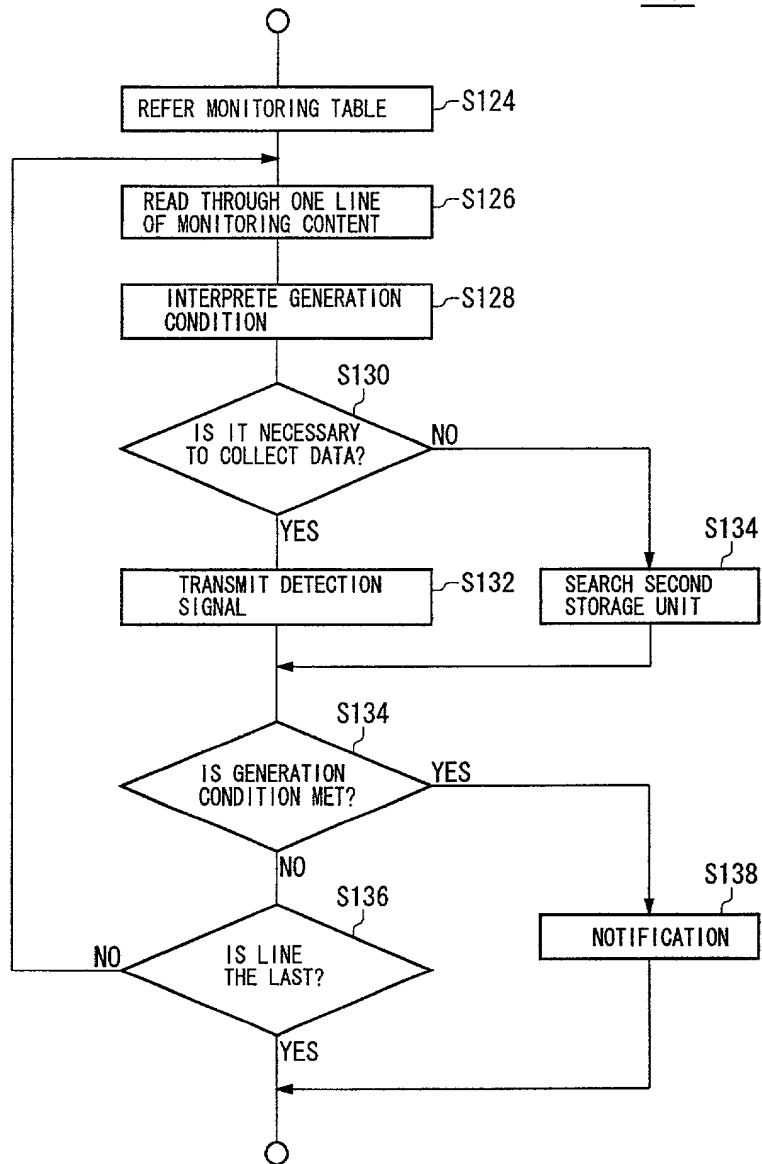 REFER MONITORING TABLE
S124
READ THROUGH ONE LINE
OF MONITORING CONTENT
S126
INTERPRETE GENERATION
CONDITION
S128
S130
IS IT NECESSARY
TO COLLECT DATA?
NO
YES
S134
TRANSMIT DETECTION
SIGNAL
S132
SEARCH SECOND
STORAGE UNIT
S134
IS GENERATION
CONDITION MET?
YES
NO
S138
S136
NOTIFICATION
IS LINE
THE LAST?
NO
YES